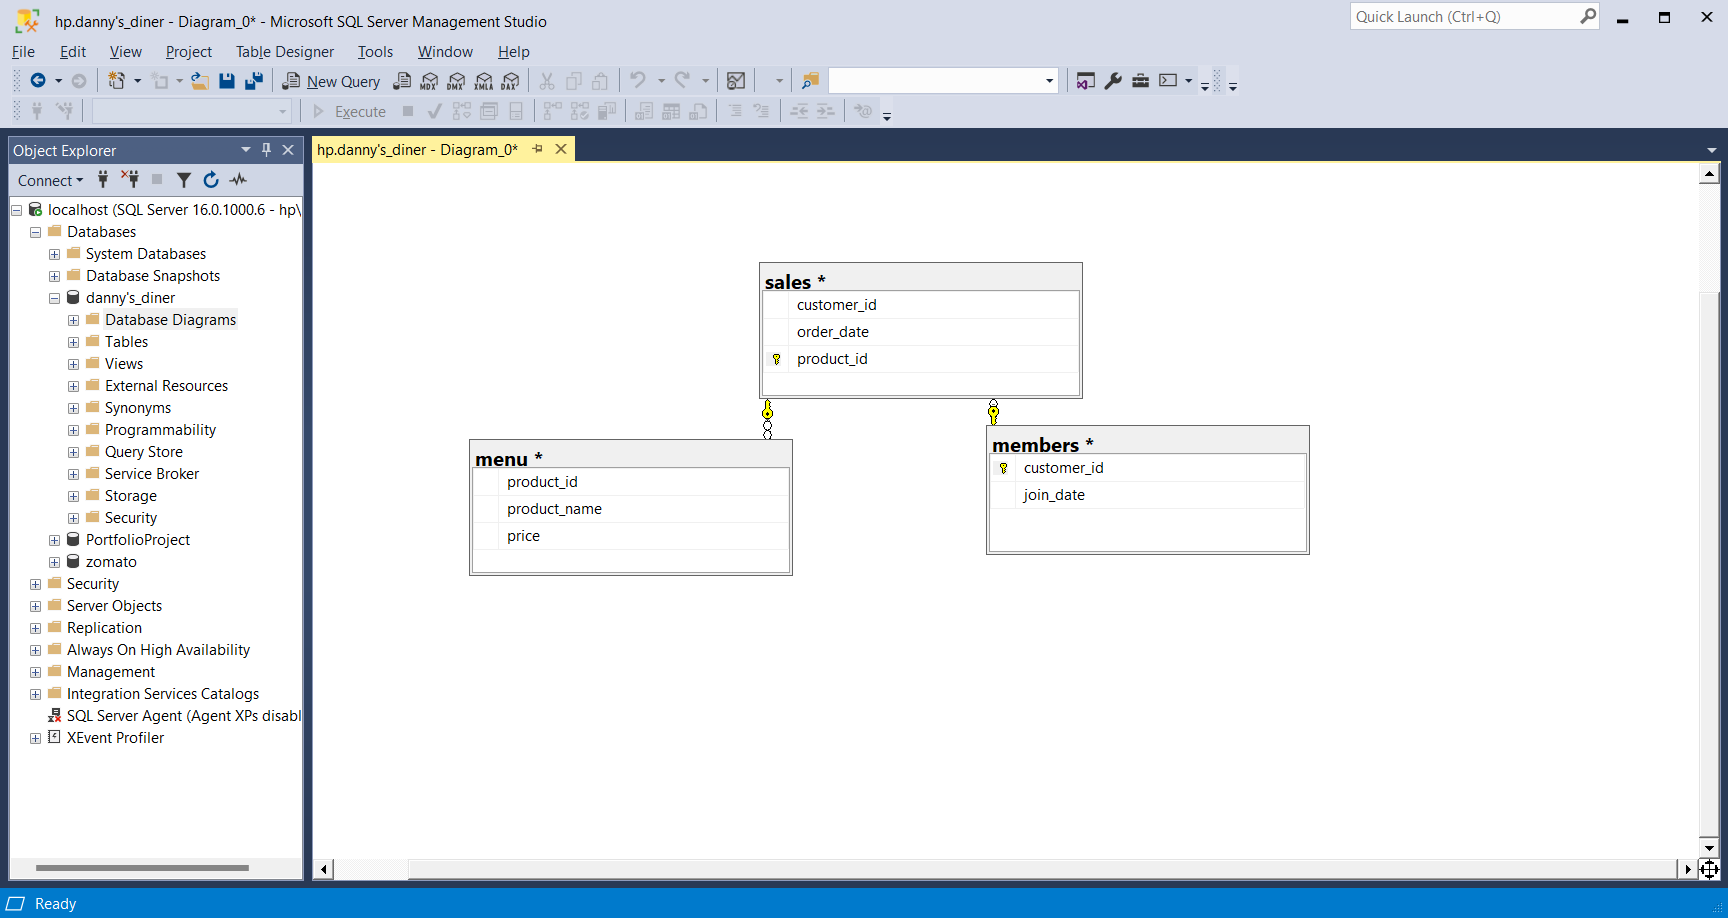 hp.danny's_diner - Diagram_0* - Microsoft SQL Server Management Studio
Quick Launch (Ctrl+Q)
File Edit View Project Table Designer Tools Window Help
New Query MDX DMX XMLA DAX
Execute
Object Explorer
hp.danny's_diner - Diagram_0*
Connect
localhost (SQL Server 16.0.1000.6 - hp\
Databases
System Databases
Database Snapshots
danny's_diner
Database Diagrams
Tables
Views
External Resources
Synonyms
Programmability
Query Store
Service Broker
Storage
Security
PortfolioProject
zomato
Security
Server Objects
Replication
Always On High Availability
Management
Integration Services Catalogs
SQL Server Agent (Agent XPs disabl
XEvent Profiler
sales *
customer_id
order_date
product_id
menu *
product_id
product_name
price
members *
customer_id
join_date
Ready